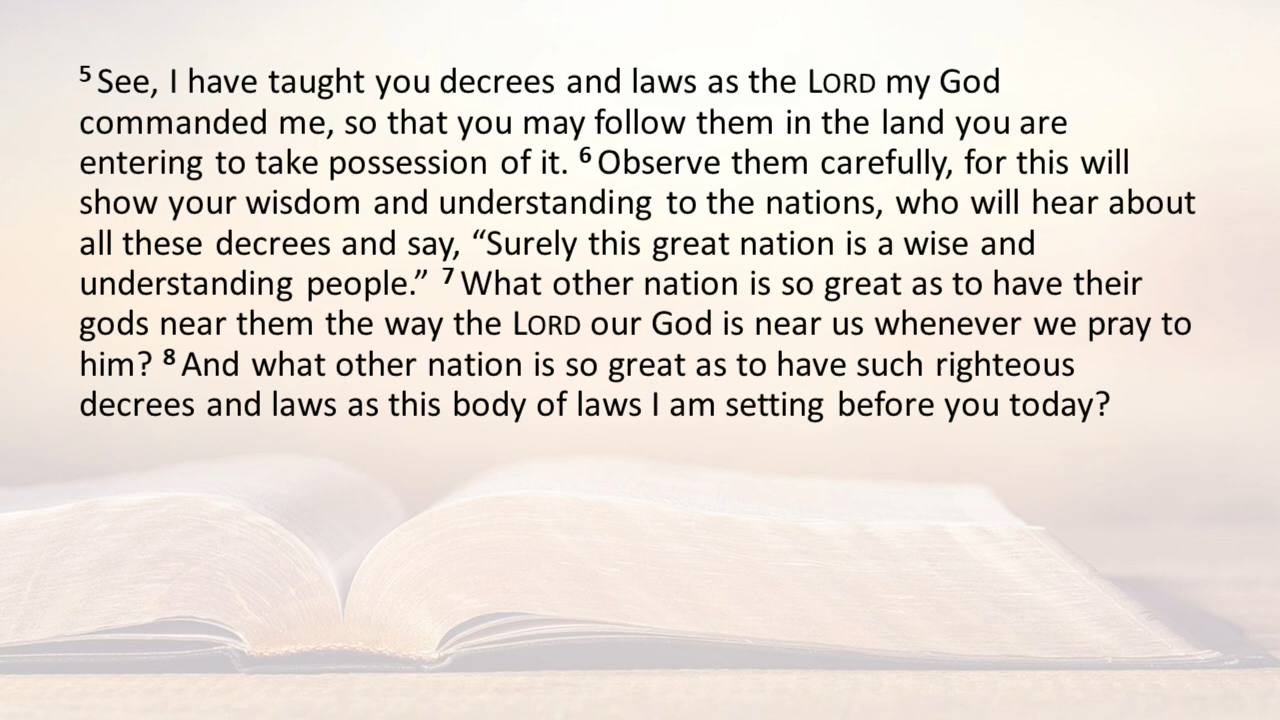 ⁵ See, I have taught you decrees and laws as the LORD my God
commanded me, so that you may follow them in the land you are
entering to take possession of it. ⁶ Observe them carefully, for this will
show your wisdom and understanding to the nations, who will hear about
all these decrees and say, “Surely this great nation is a wise and
understanding people.” ⁷ What other nation is so great as to have their
gods near them the way the LORD our God is near us whenever we pray to
him? ⁸ And what other nation is so great as to have such righteous
decrees and laws as this body of laws I am setting before you today?